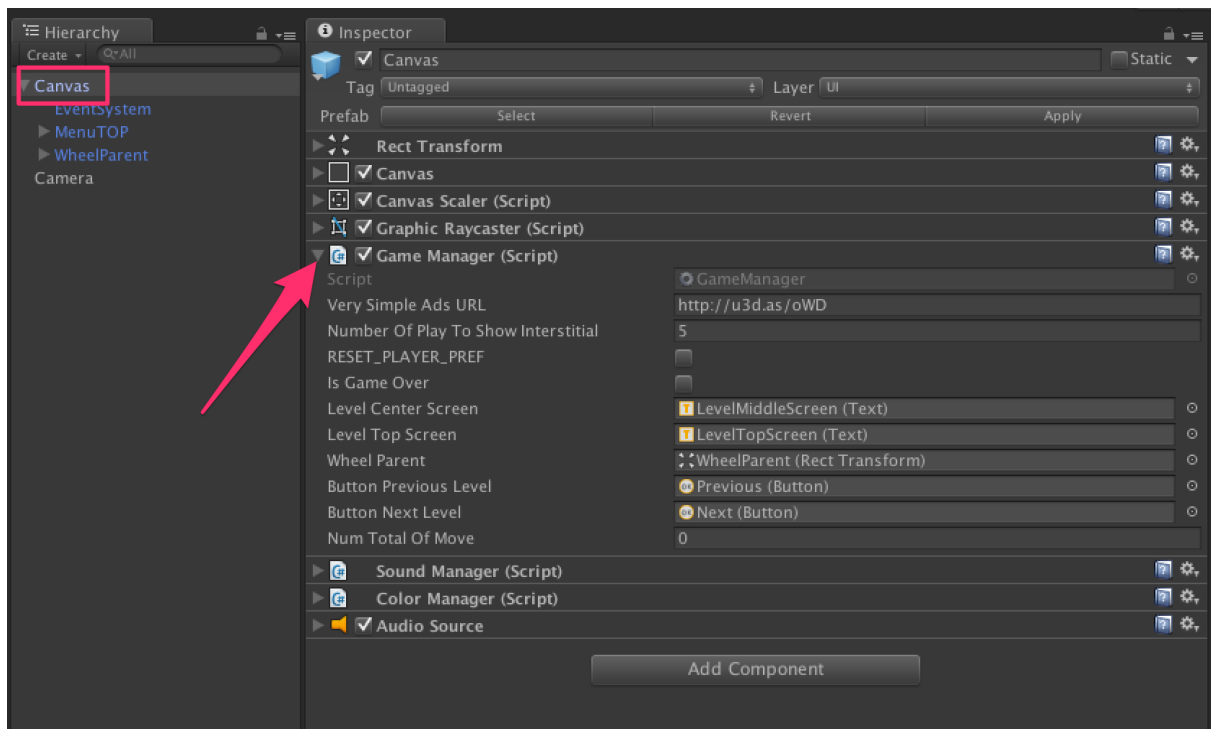 Hierarchy
Create
All
Canvas
EventSystem
MenuTOP
WheelParent
Camera
Inspector
Canvas
Static
Tag Untagged Layer UI
Prefab Select Revert Apply
Rect Transform
Canvas
Canvas Scaler (Script)
Graphic Raycaster (Script)
Game Manager (Script)
Script GameManager
Very Simple Ads URL http://u3d.as/oWD
Number Of Play To Show Interstitial 5
RESET_PLAYER_PREF
Is Game Over
Level Center Screen LevelMiddleScreen (Text)
Level Top Screen LevelTopScreen (Text)
Wheel Parent WheelParent (Rect Transform)
Button Previous Level Previous (Button)
Button Next Level Next (Button)
Num Total Of Move 0
Sound Manager (Script)
Color Manager (Script)
Audio Source
Add Component